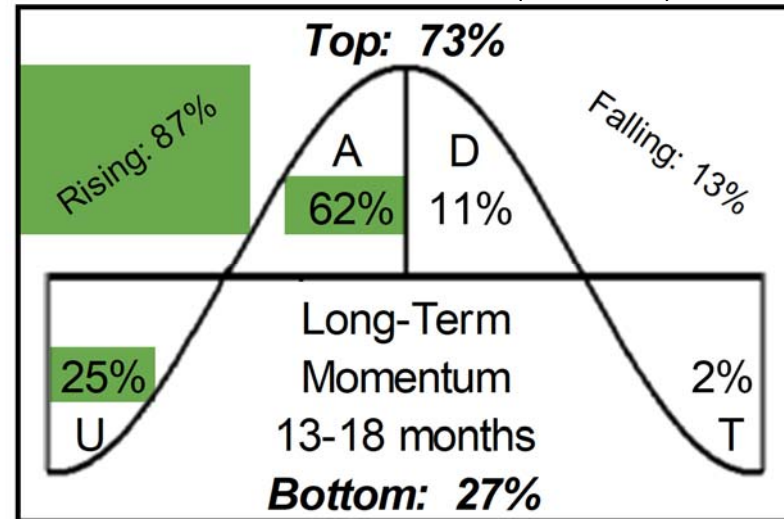 Top: 73%
Rising: 87%
Falling: 13%
A
D
62%
11%
Long-Term
25%
Momentum
2%
U
13-18 months
T
Bottom: 27%